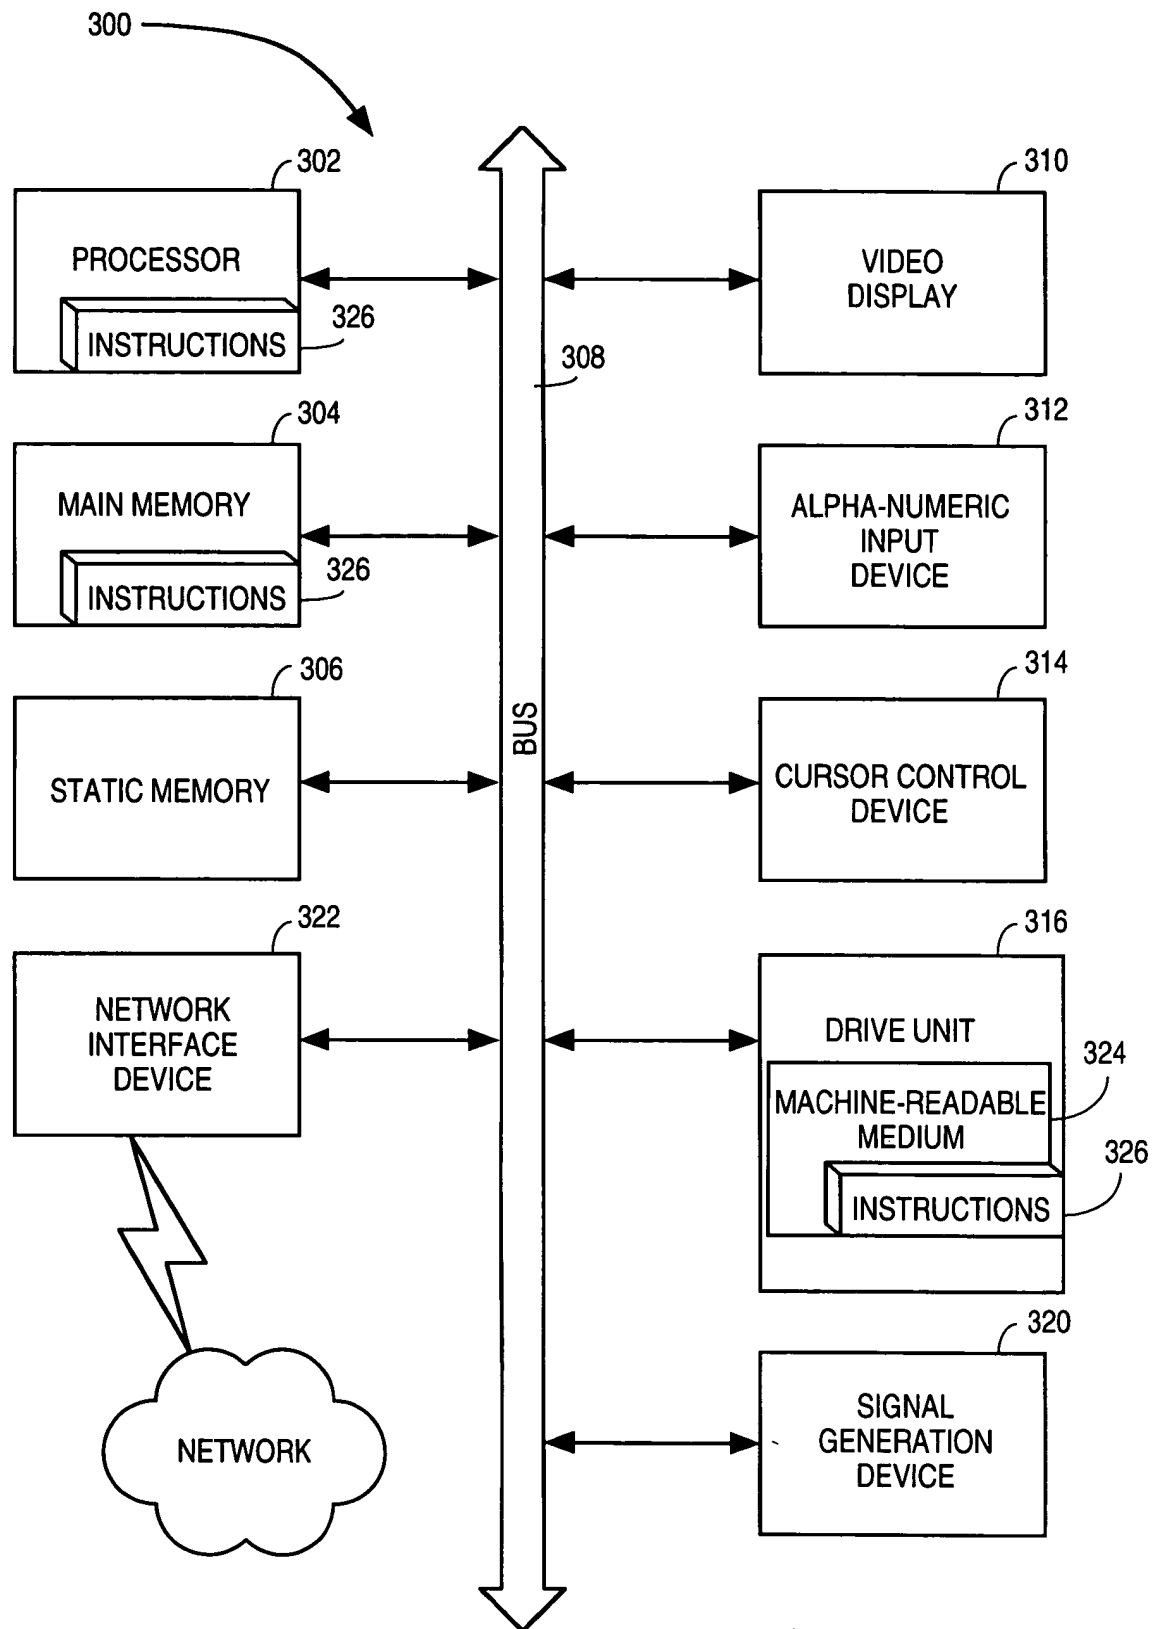 300
302
PROCESSOR
326
INSTRUCTIONS
304
MAIN MEMORY
326
INSTRUCTIONS
306
STATIC MEMORY
322
NETWORK
INTERFACE
DEVICE
NETWORK
308
BUS
310
VIDEO
DISPLAY
312
ALPHA-NUMERIC
INPUT
DEVICE
314
CURSOR CONTROL
DEVICE
316
DRIVE UNIT
324
MACHINE-READABLE
MEDIUM
326
INSTRUCTIONS
320
SIGNAL
GENERATION
DEVICE